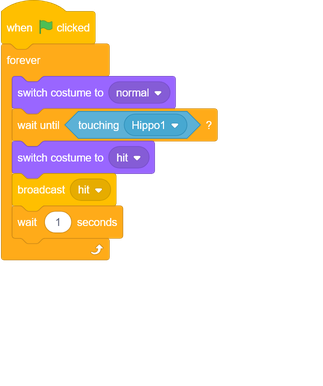 when clicked
forever
switch costume to normal
wait until touching Hippo1 ?
switch costume to hit
broadcast hit
wait 1 seconds